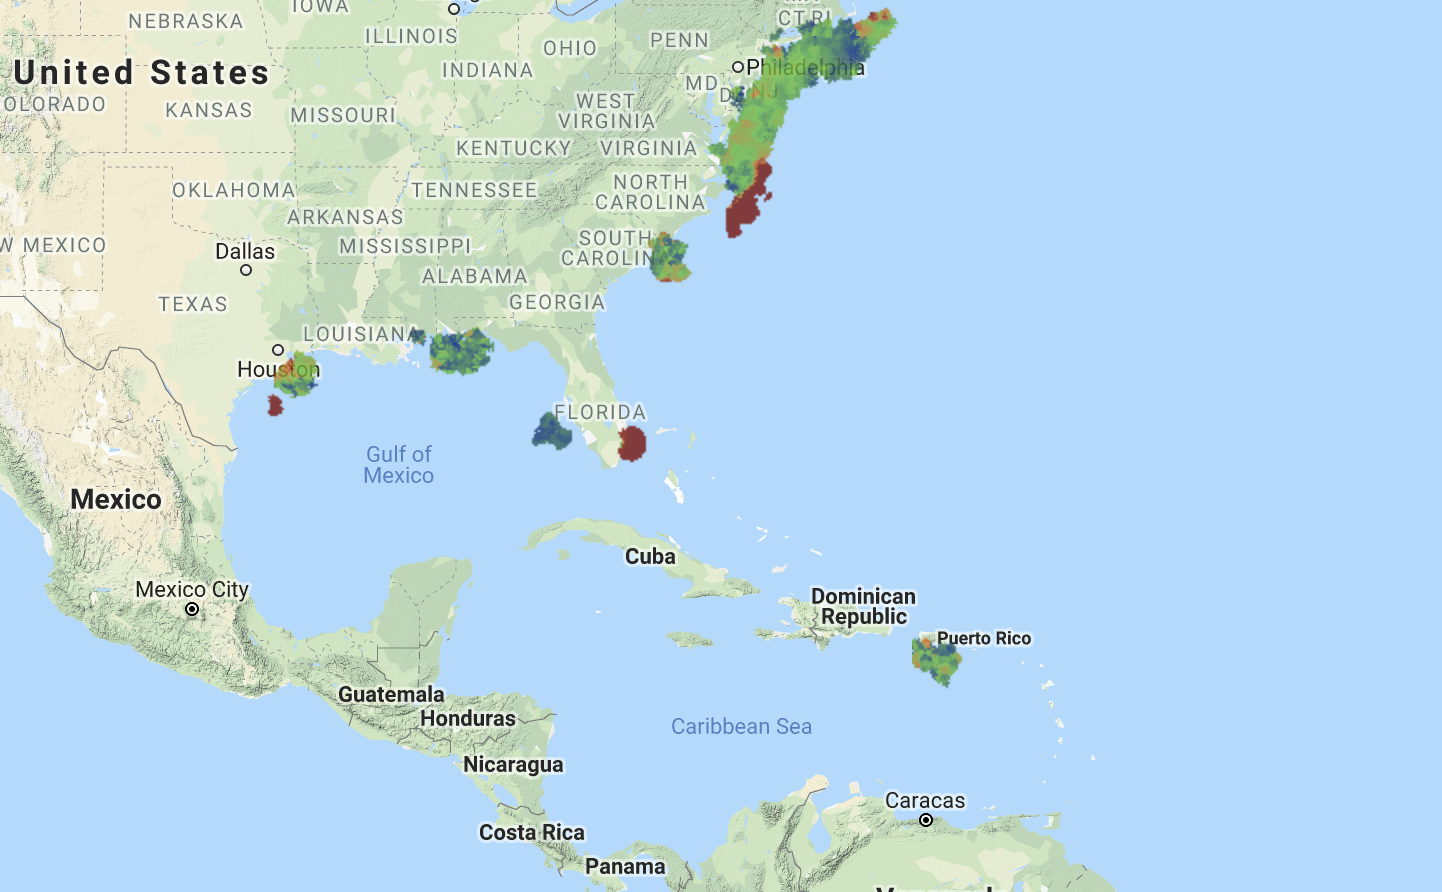 IOWA
NEBRASKA
CT RI
ILLINOIS
OHIO
PENN
United States
INDIANA
Philadelphia
MD
NJ
OLORADO
KANSAS
MISSOURI
WEST
VIRGINIA
KENTUCKY
VIRGINIA
OKLAHOMA
TENNESSEE
NORTH
CAROLINA
ARKANSAS
W MEXICO
MISSISSIPPI
SOUTH
CAROLIN
Dallas
ALABAMA
TEXAS
GEORGIA
LOUISIANA
Houston
FLORIDA
Gulf of
Mexico
Mexico
Cuba
Mexico City
Dominican
Republic
Puerto Rico
Guatemala
Honduras
Caribbean Sea
Nicaragua
Caracas
Costa Rica
Panama